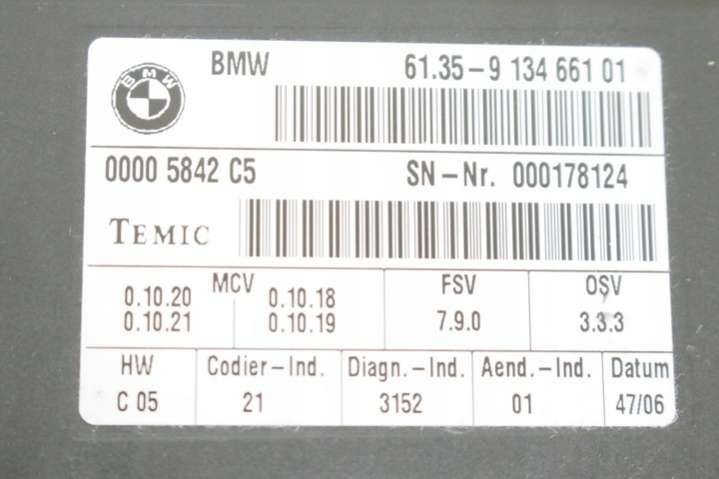 BMW 61.35-9 134 661 01
BMW
0000 5842 C5 SN-Nr. 000178124
TEMIC
MCV FSV OSV
0.10.20 0.10.18
0.10.21 0.10.19 7.9.0 3.3.3
HW Codier-Ind. Diagn.-Ind. Aend.-Ind. Datum
C 05 21 3152 01 47/06